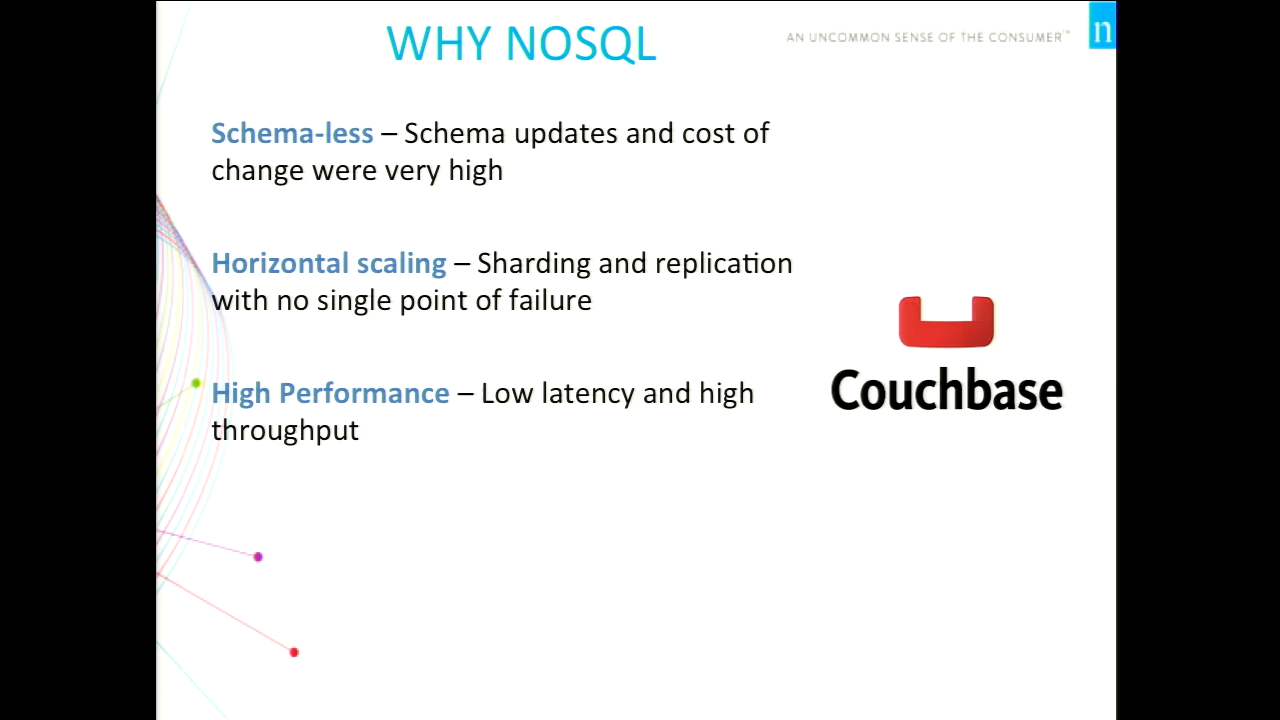 WHY NOSQL
AN UNCOMMON SENSE OF THE CONSUMER™
n
Schema-less – Schema updates and cost of
change were very high
Horizontal scaling – Sharding and replication
with no single point of failure
High Performance – Low latency and high
throughput
Couchbase